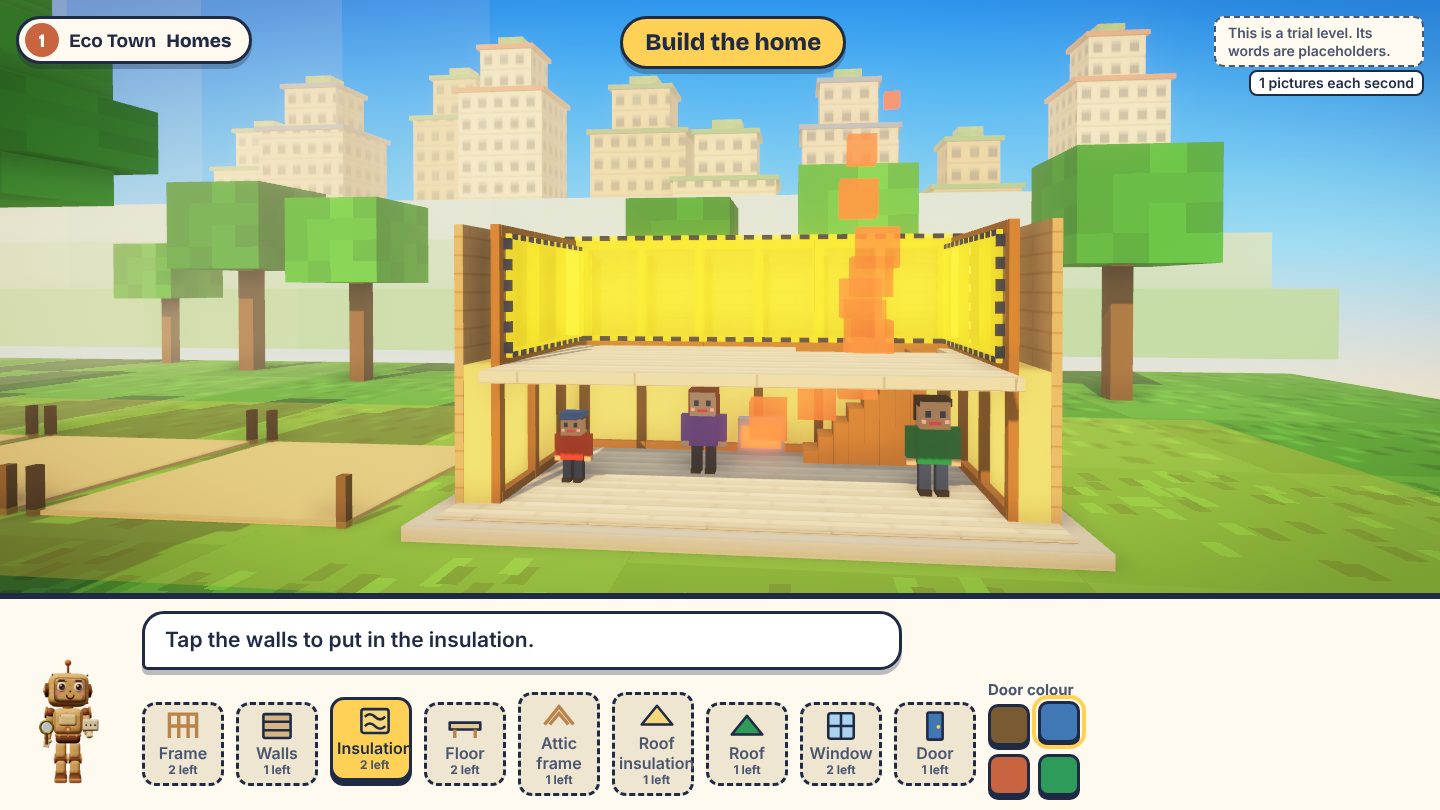 1 Eco Town Homes
Build the home
This is a trial level. Its
words are placeholders.
1 pictures each second
Tap the walls to put in the insulation.
Door colour
Frame
2 left
Walls
1 left
Insulation
2 left
Floor
2 left
Attic
frame
1 left
Roof
insulation
1 left
Roof
1 left
Window
2 left
Door
1 left